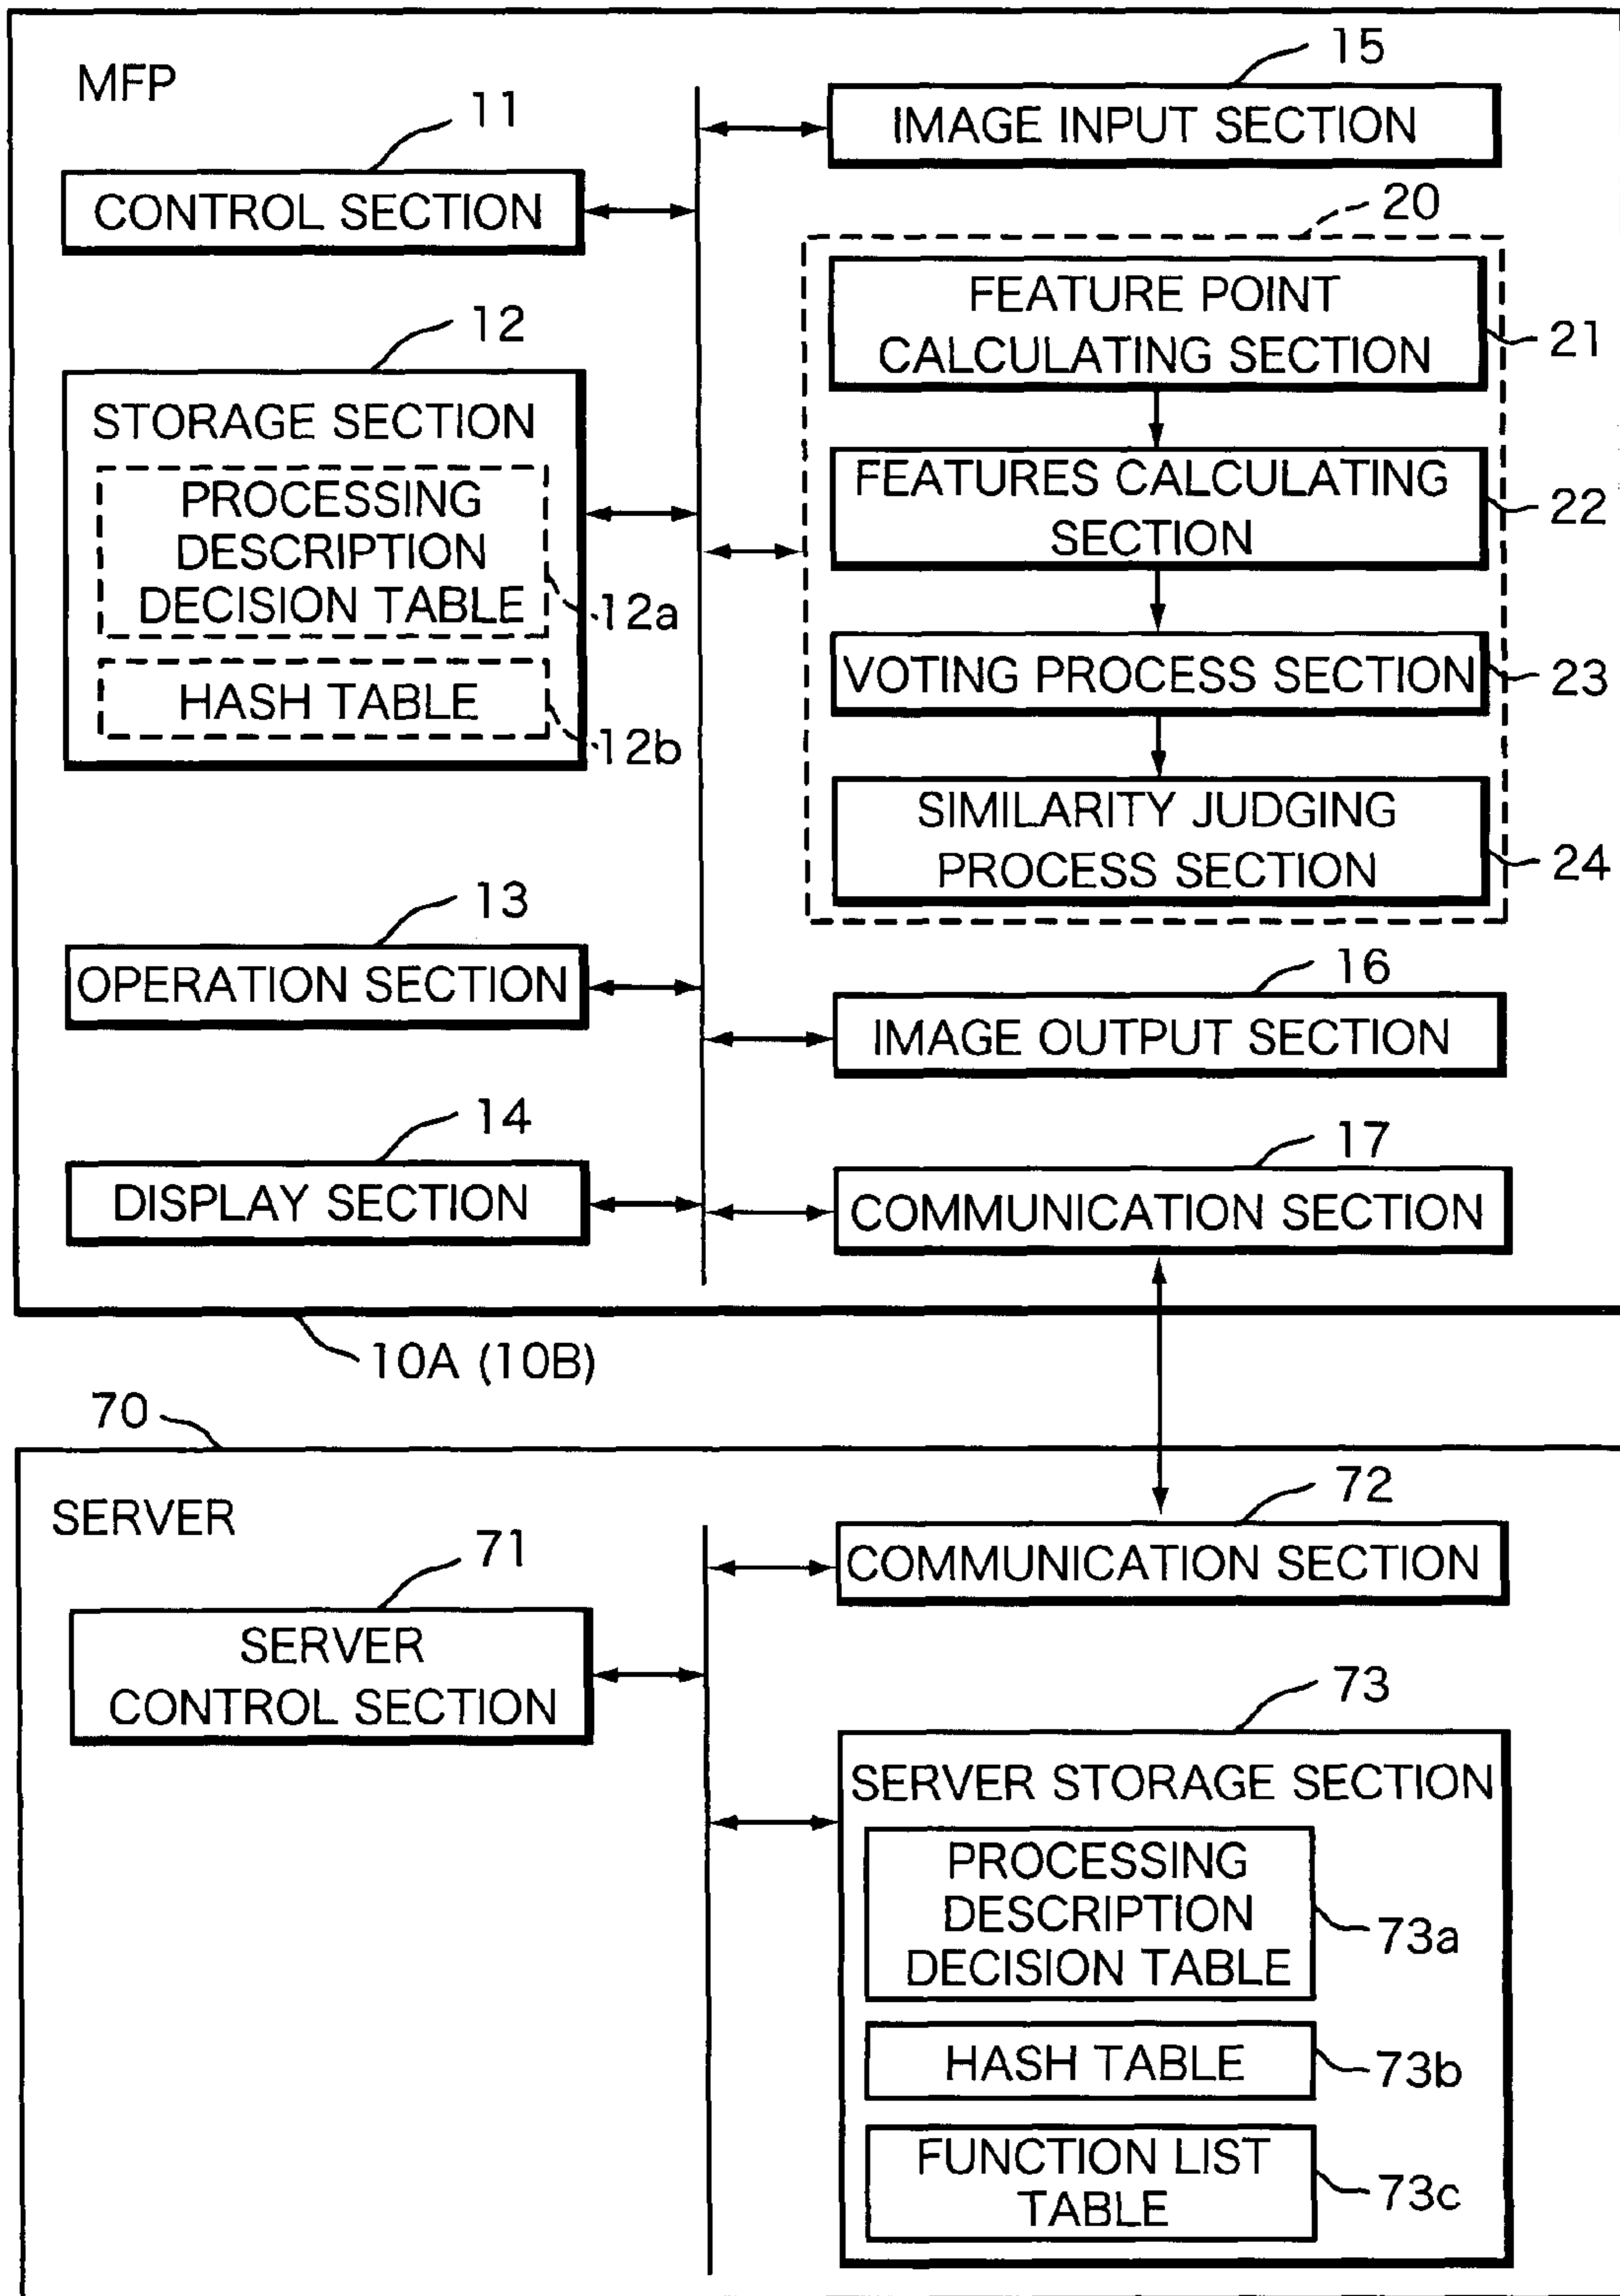 MFP
15
IMAGE INPUT SECTION
11
CONTROL SECTION
20
FEATURE POINT
CALCULATING SECTION
21
12
STORAGE SECTION
PROCESSING
DESCRIPTION
DECISION TABLE
12a
HASH TABLE
12b
FEATURES CALCULATING
SECTION
22
VOTING PROCESS SECTION
23
SIMILARITY JUDGING
PROCESS SECTION
24
13
OPERATION SECTION
16
IMAGE OUTPUT SECTION
14
DISPLAY SECTION
17
COMMUNICATION SECTION
10A (10B)
70
SERVER
72
COMMUNICATION SECTION
71
SERVER
CONTROL SECTION
73
SERVER STORAGE SECTION
PROCESSING
DESCRIPTION
DECISION TABLE
73a
HASH TABLE
73b
FUNCTION LIST
TABLE
73c